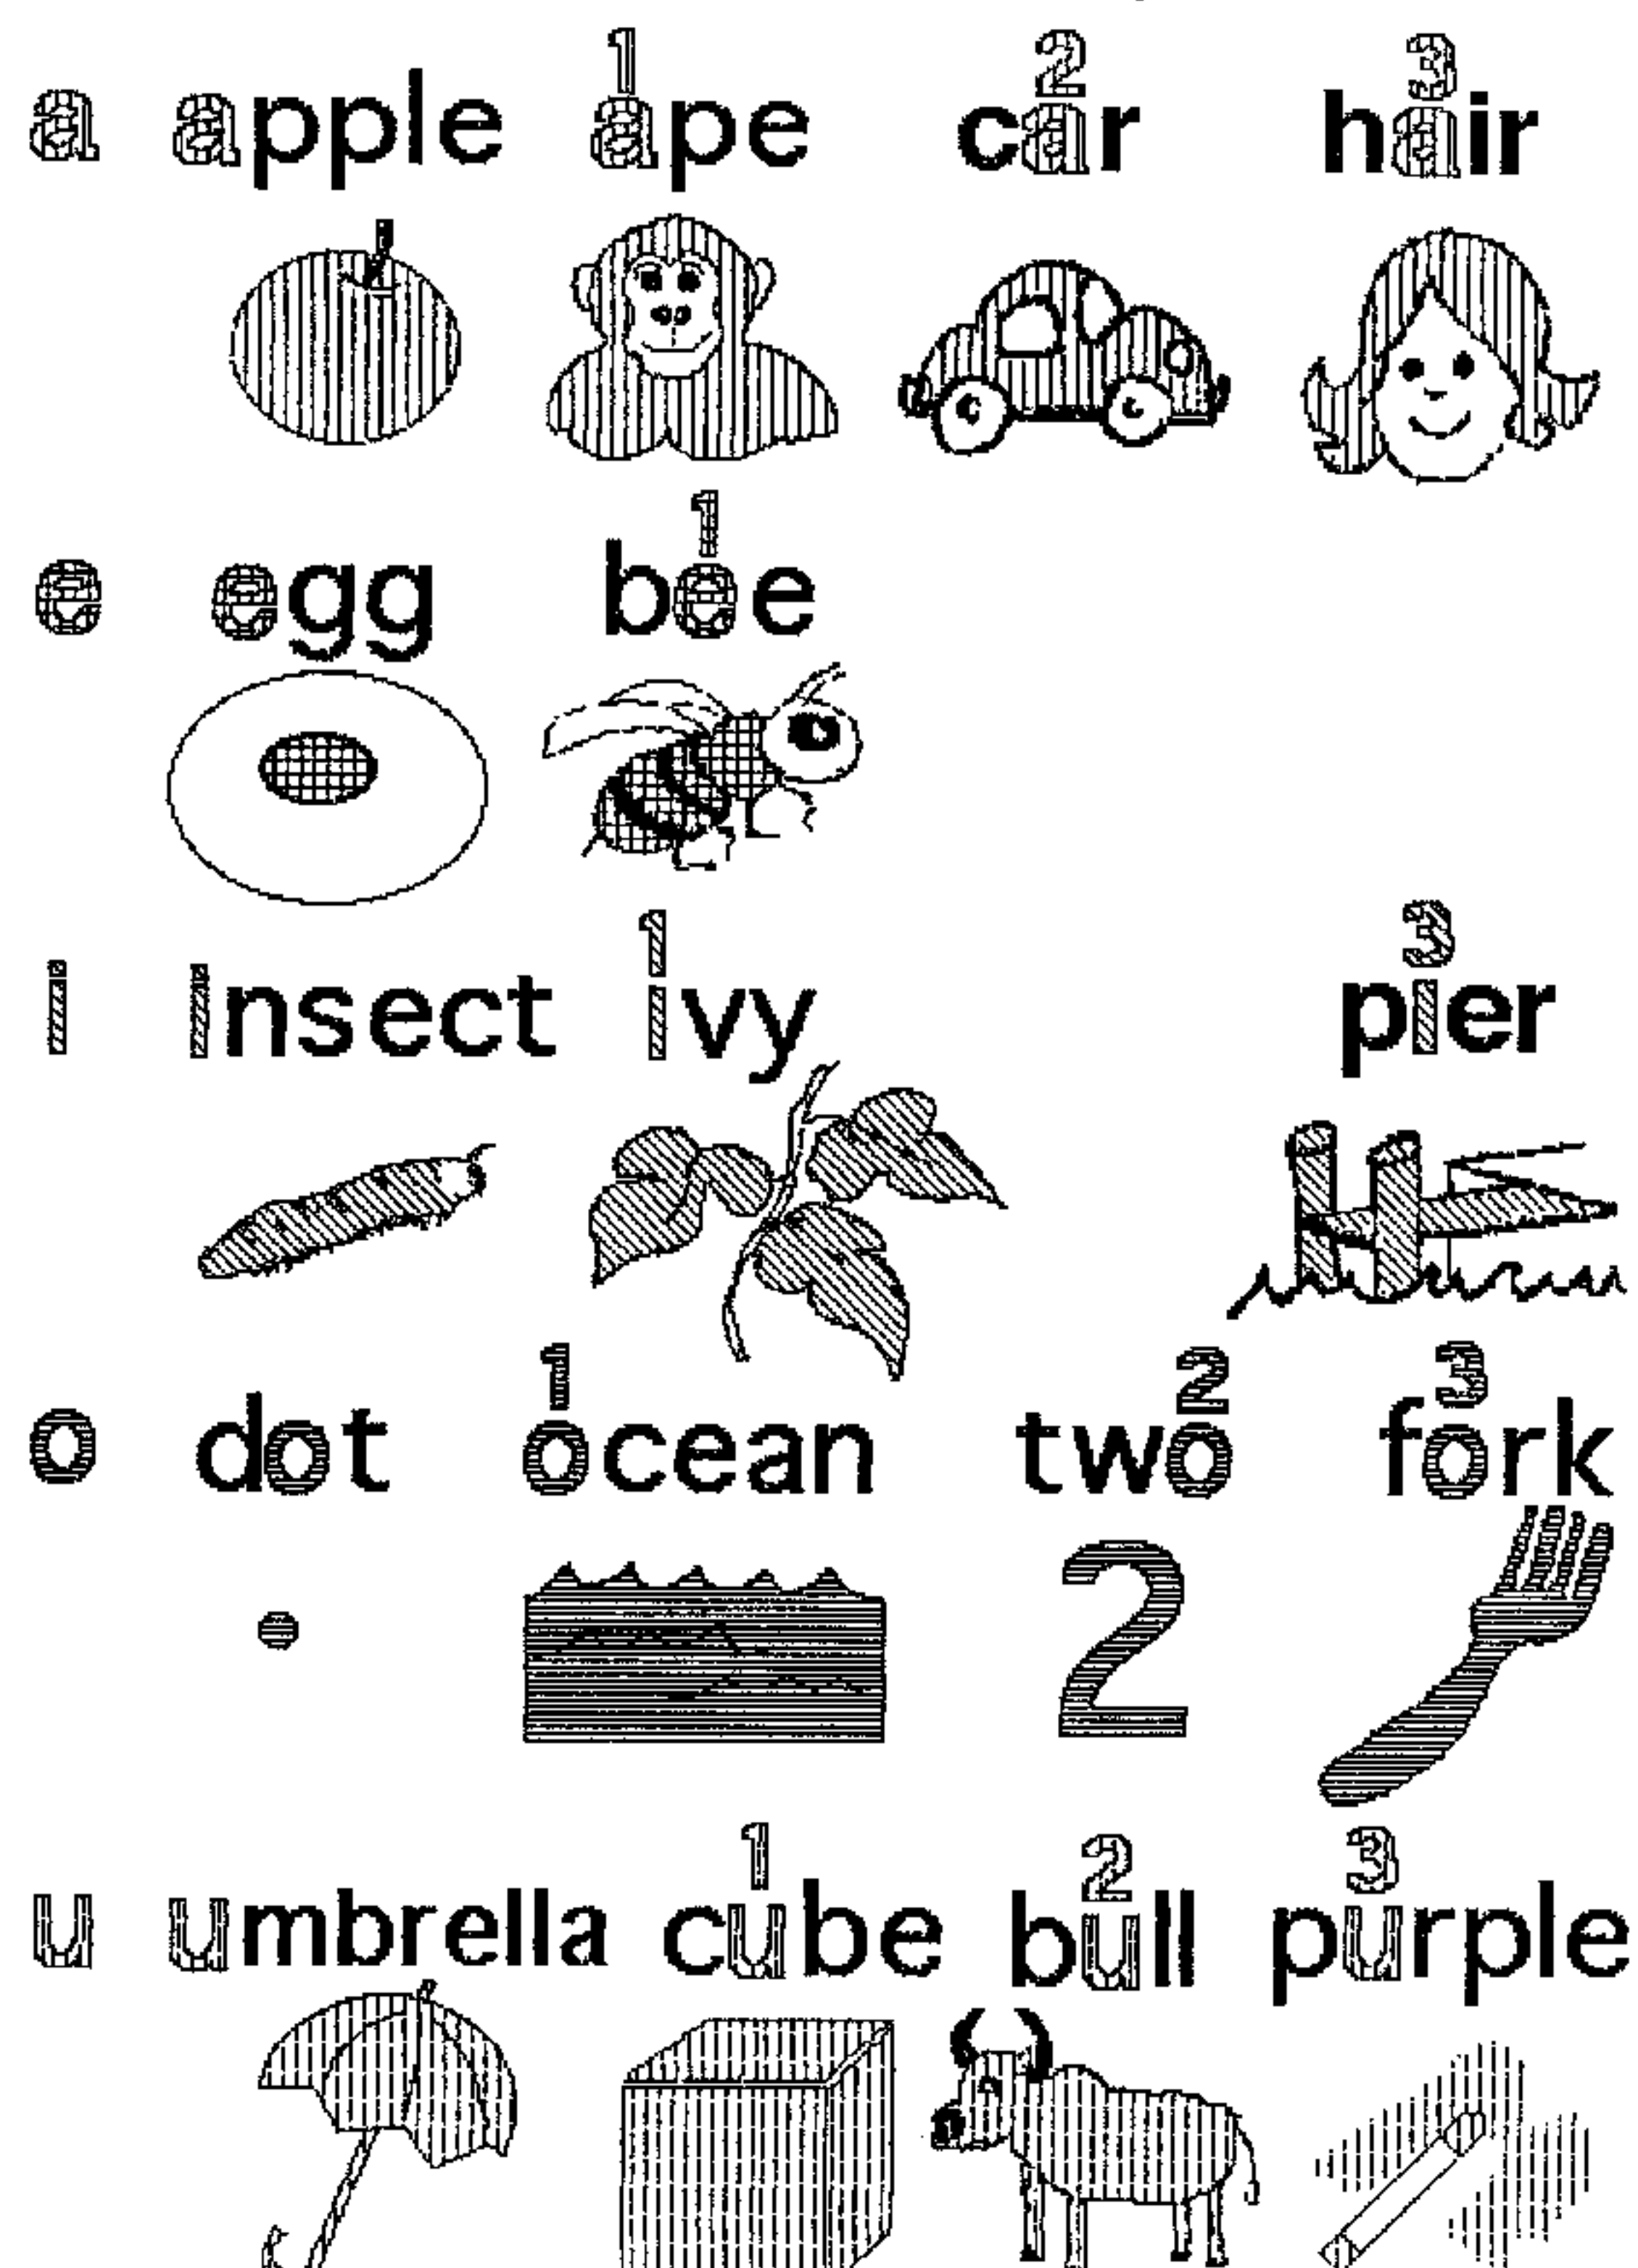 1 2 3
a apple ape car hair
1
e egg bee
1 3
i insect ivy pier
1 2 3
o dot ocean two fork
2
1 2 3
u umbrella cube bull purple